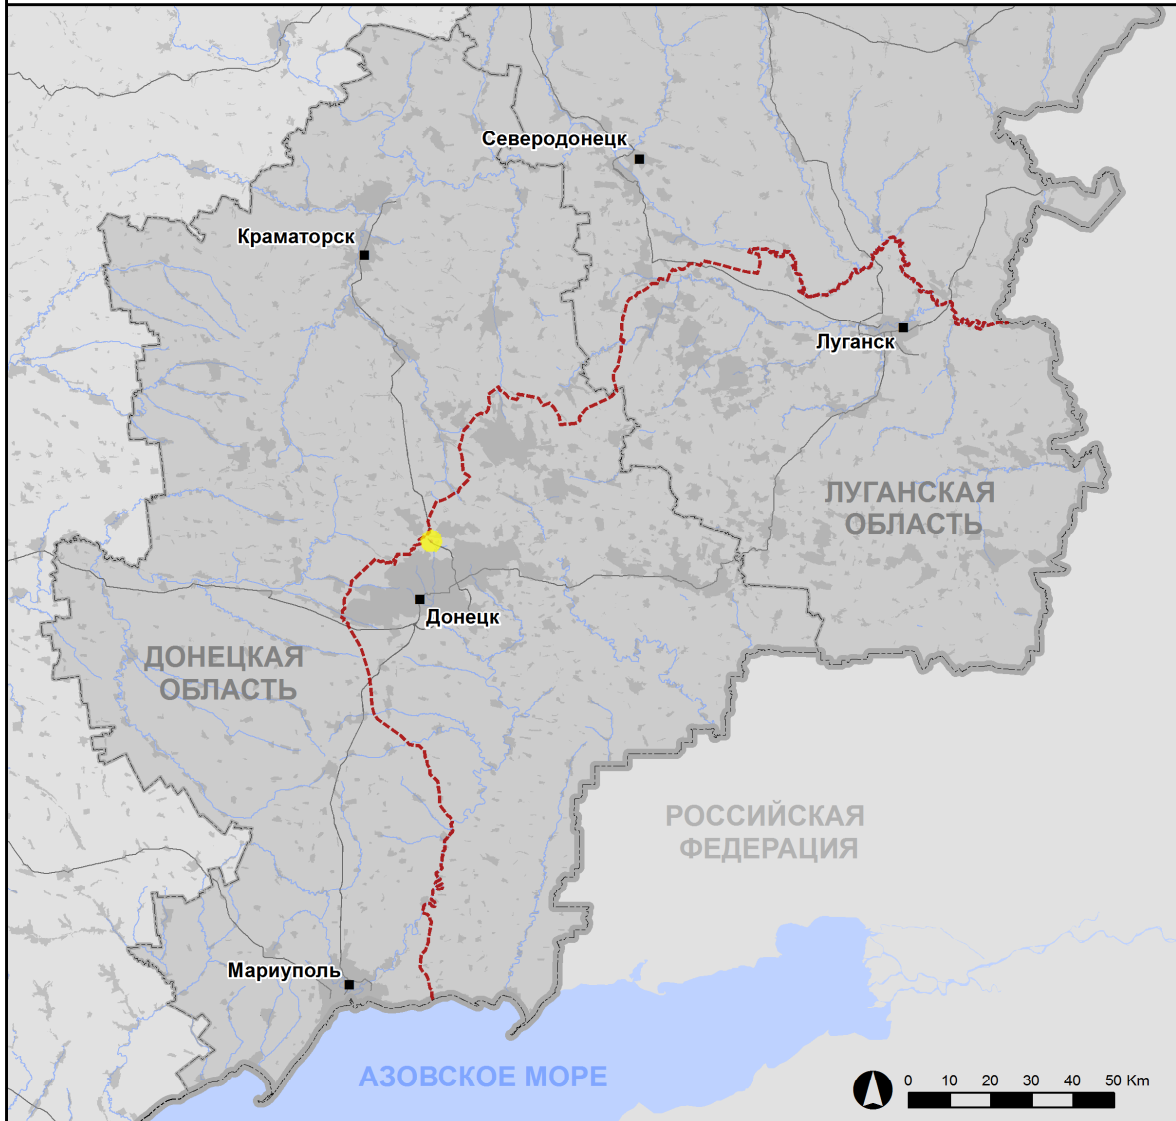 Северодонецк
Краматорск
Луганск
ЛУГАНСКАЯ
ОБЛАСТЬ
Донецк
ДОНЕЦКАЯ
ОБЛАСТЬ
РОССИЙСКАЯ
ФЕДЕРАЦИЯ
Мариуполь
АЗОВСКОЕ МОРЕ
0 10 20 30 40 50 Km